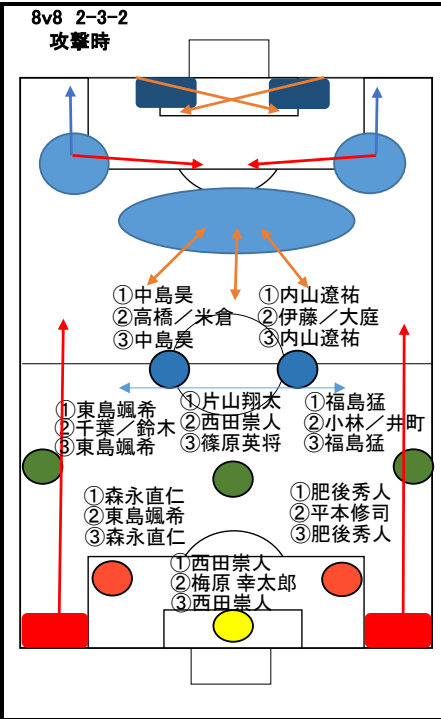 8v8 2-3-2
攻撃時
①中島昊
②高橋／米倉
③中島昊
①内山遼祐
②伊藤／大庭
③内山遼祐
①東島颯希
②千葉／鈴木
③東島颯希
①片山翔太
②西田崇人
③篠原英将
①福島猛
②小林／井町
③福島猛
①森永直仁
②東島颯希
③森永直仁
①肥後秀人
②平本修司
③肥後秀人
①西田崇人
②梅原 幸太郎
③西田崇人